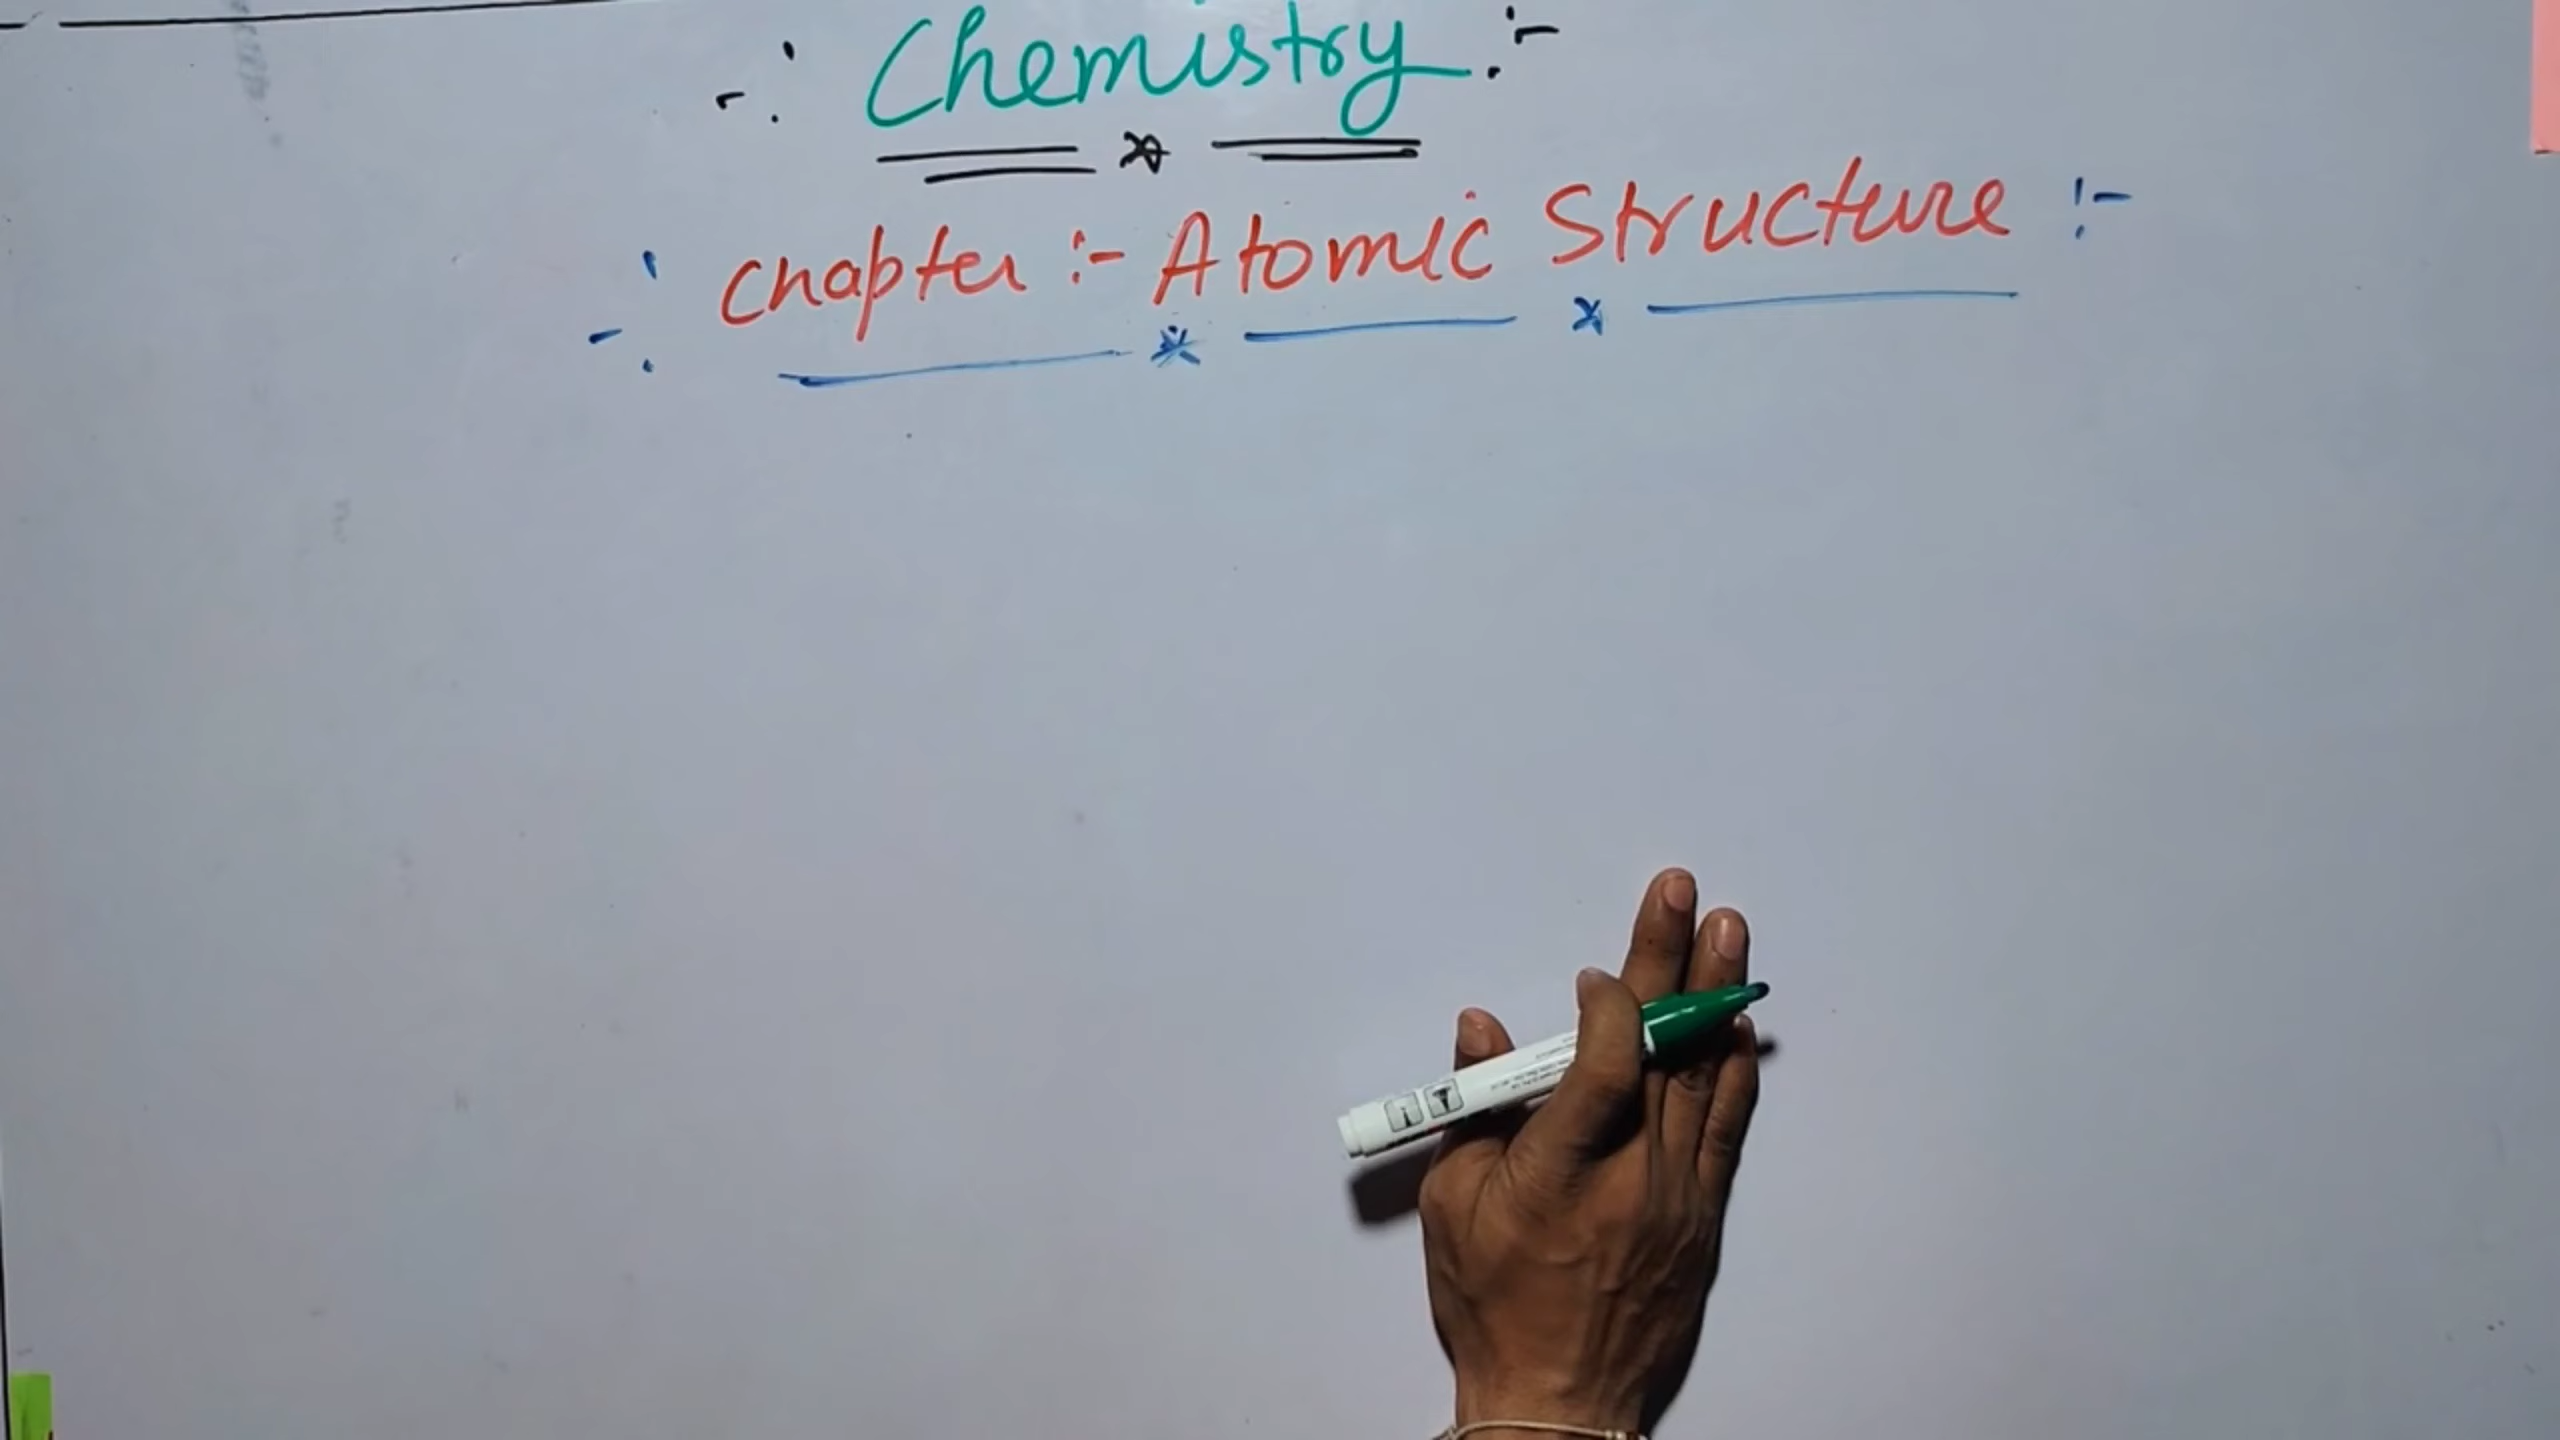 -: Chemistry :-
-: Chapter :- Atomic Structure :-